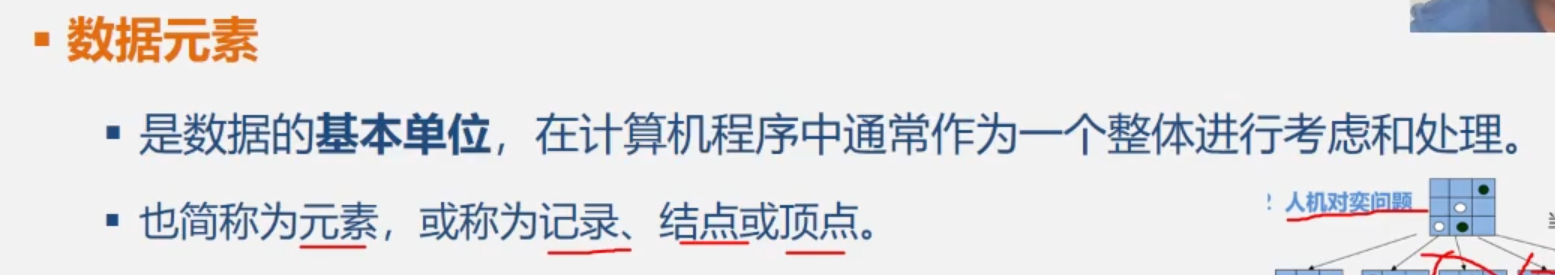 数据元素
是数据的基本单位，在计算机程序中通常作为一个整体进行考虑和处理。
也简称为元素，或称为记录、结点或顶点。
人机对弈问题